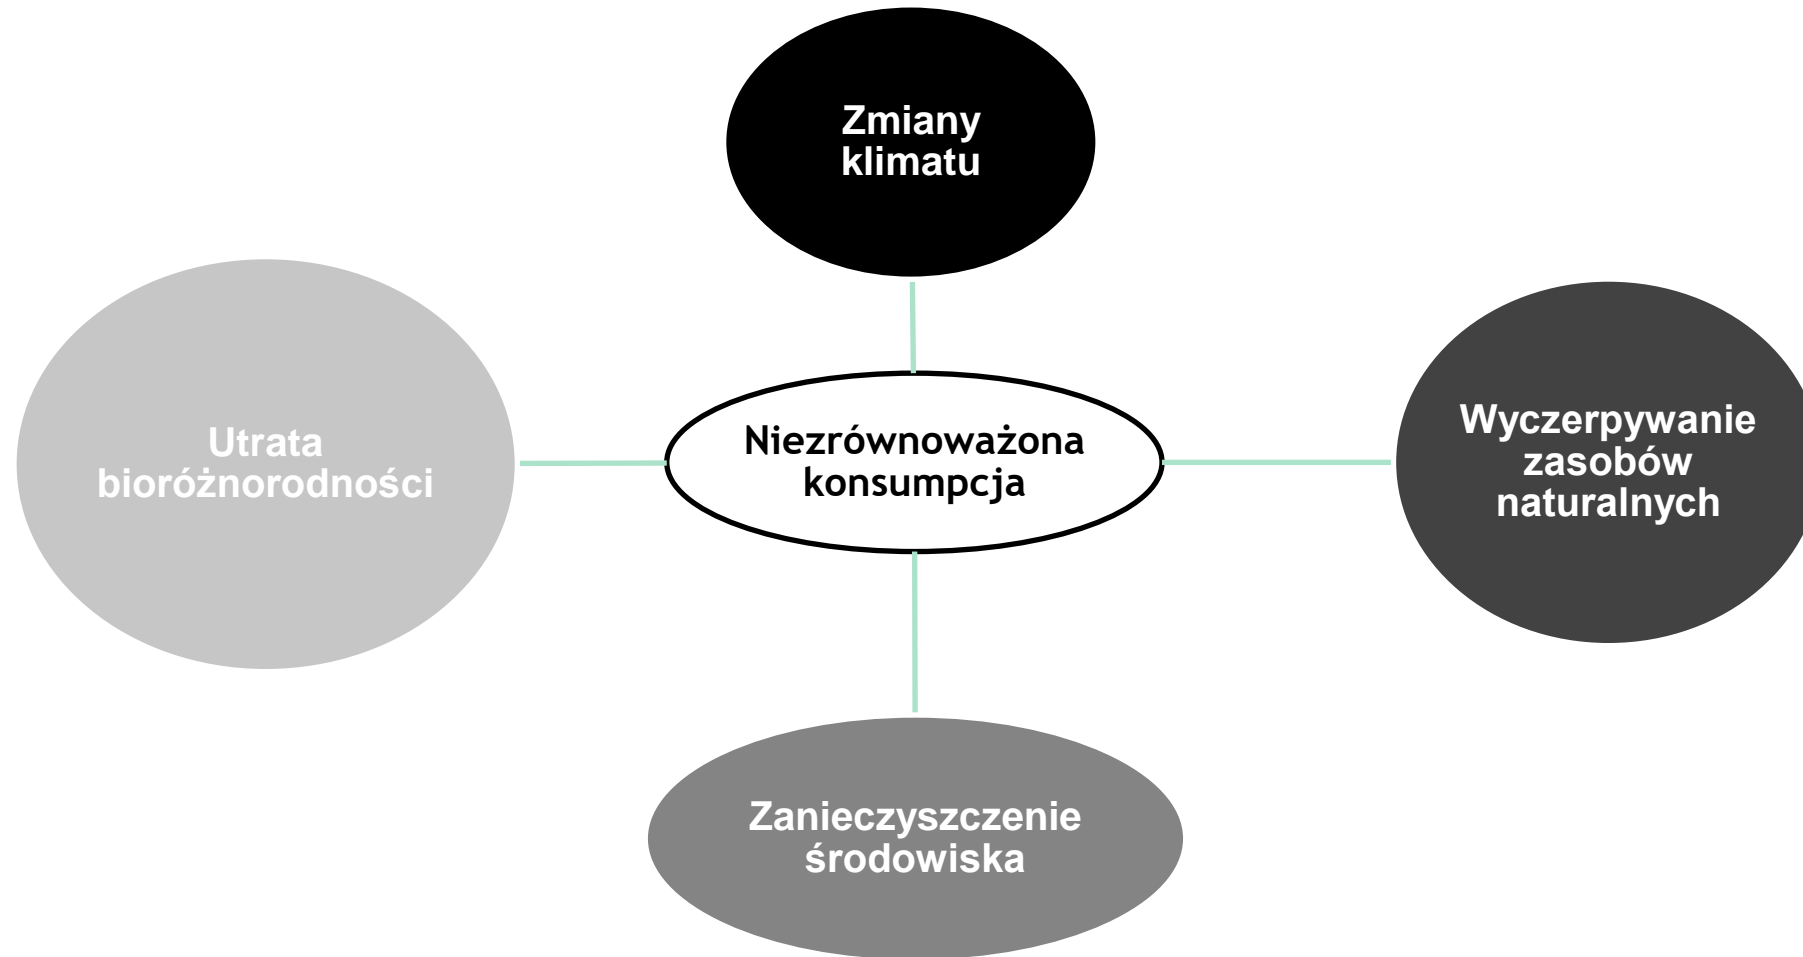 Zmiany
klimatu
Utrata
bioróżnorodności
Niezrównoważona
konsumpcja
Wyczerpywanie
zasobów
naturalnych
Zanieczyszczenie
środowiska